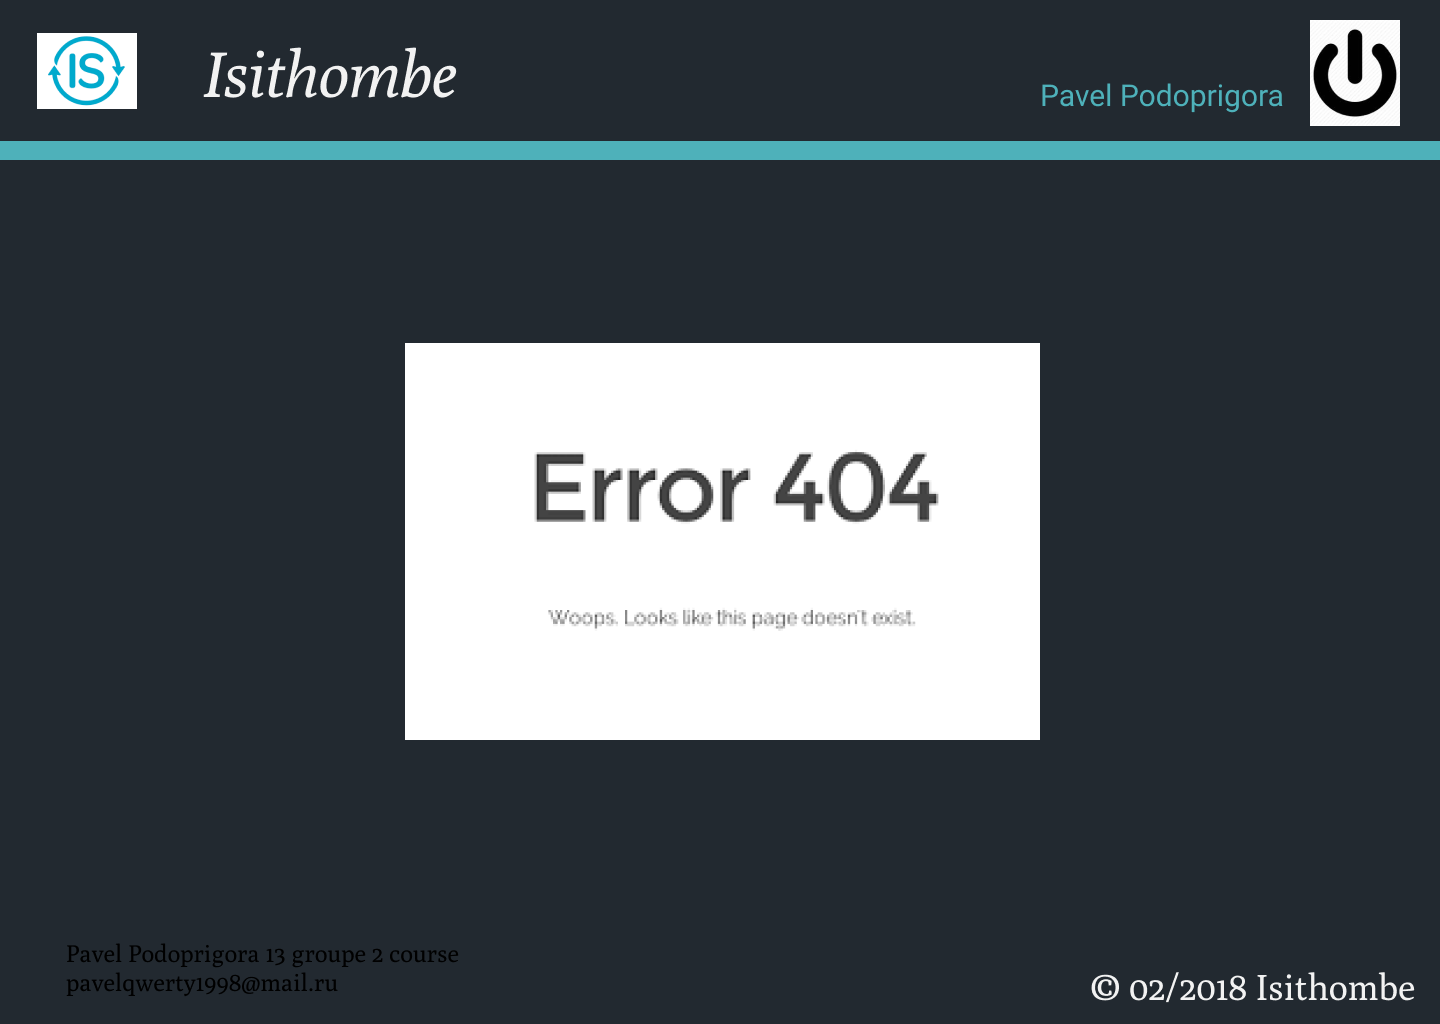 IS
Isithombe
Pavel Podoprigora
Error 404
Woops. Looks like this page doesn't exist.
Pavel Podoprigora 13 groupe 2 course
pavelqwerty1998@mail.ru
© 02/2018 Isithombe